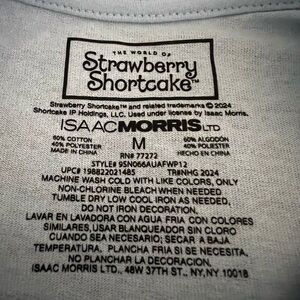 THE WORLD OF
Strawberry
Shortcake™
Strawberry Shortcake™ and related trademarks © 2024
Shortcake IP Holdings, LLC. Used under license by Isaac Morris, Ltd.
ISAACMORRIS LTD
60% COTTON
40% POLYESTER
MADE IN CHINA
M
60% ALGODÓN
40% POLIESTER
HECHO EN CHINA
RN# 77272
STYLE# 9SN066AUAFWP12
UPC# 198822021485 TR#NHG 2024
MACHINE WASH COLD WITH LIKE COLORS, ONLY
NON-CHLORINE BLEACH WHEN NEEDED
TUMBLE DRY LOW COOL IRON AS NEEDED,
DO NOT IRON DECORATION.
LAVAR EN LAVADORA CON AGUA FRIA CON COLORES
SIMILARES, USAR BLANQUEADOR SIN CLORO
CUANDO SEA NECESARIO; SECAR A BAJA
TEMPERATURA, PLANCHA FRIA SI SE NECESITA,
NO PLANCHAR LA DECORACION.
ISAAC MORRIS LTD., 48W 37TH ST., NY, NY 10018